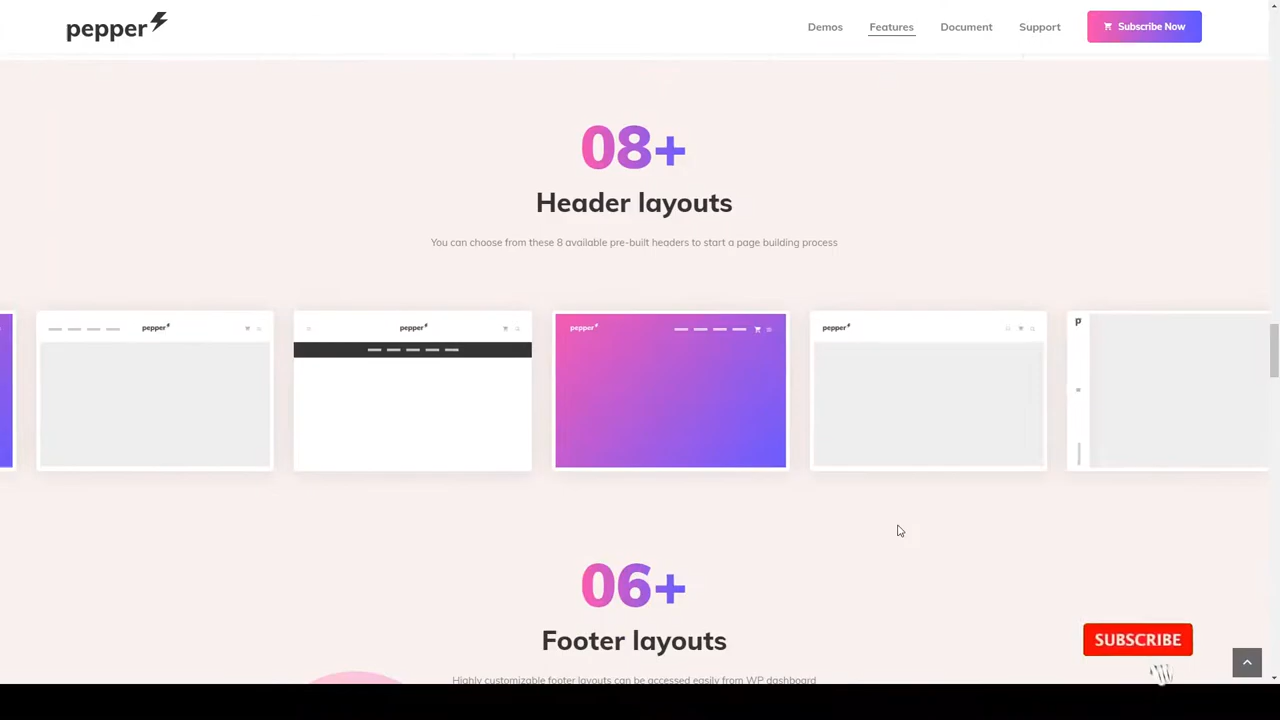 pepper
Demos
Features
Document
Support
Subscribe Now
08+
Header layouts
You can choose from these 8 available pre-built headers to start a page building process
pepper
pepper
pepper
pepper
p
06+
Footer layouts
Highly customizable footer layouts can be accessed easily from WP dashboard
SUBSCRIBE